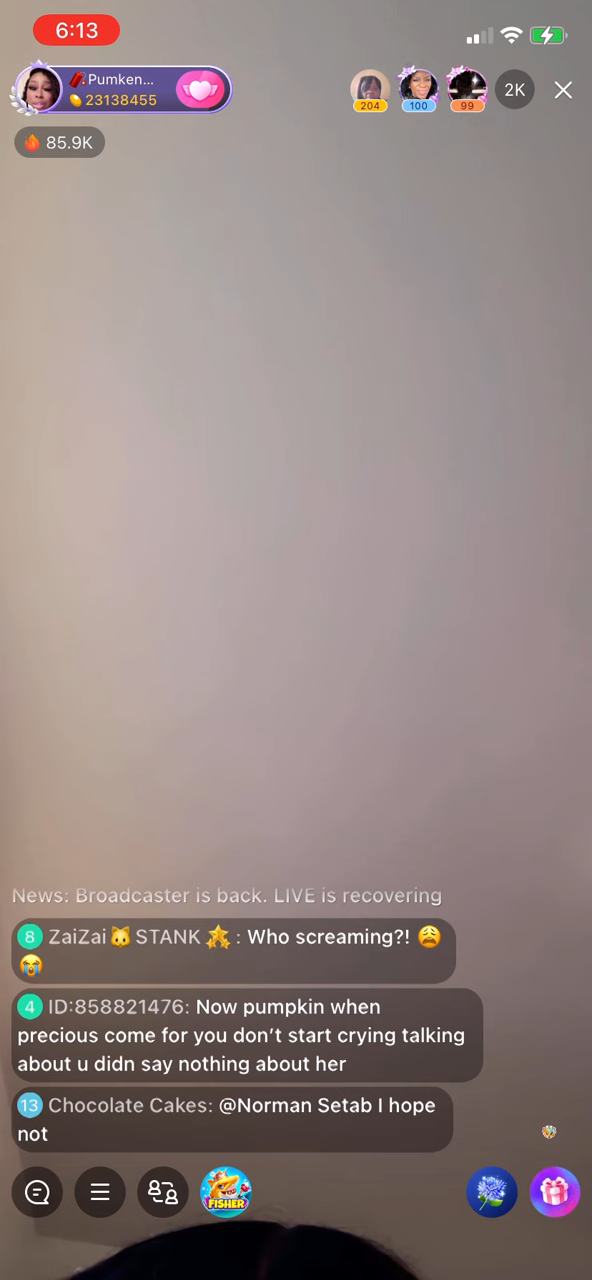 6:13
Pumken...
23138455
204
100
99
2K
85.9K
News: Broadcaster is back. LIVE is recovering
8 ZaiZai🐱STANK🌟: Who screaming?! 😩
😭
4 ID:858821476: Now pumpkin when
precious come for you don't start crying talking
about u didn say nothing about her
13 Chocolate Cakes: @Norman Setab I hope
not
FISHER